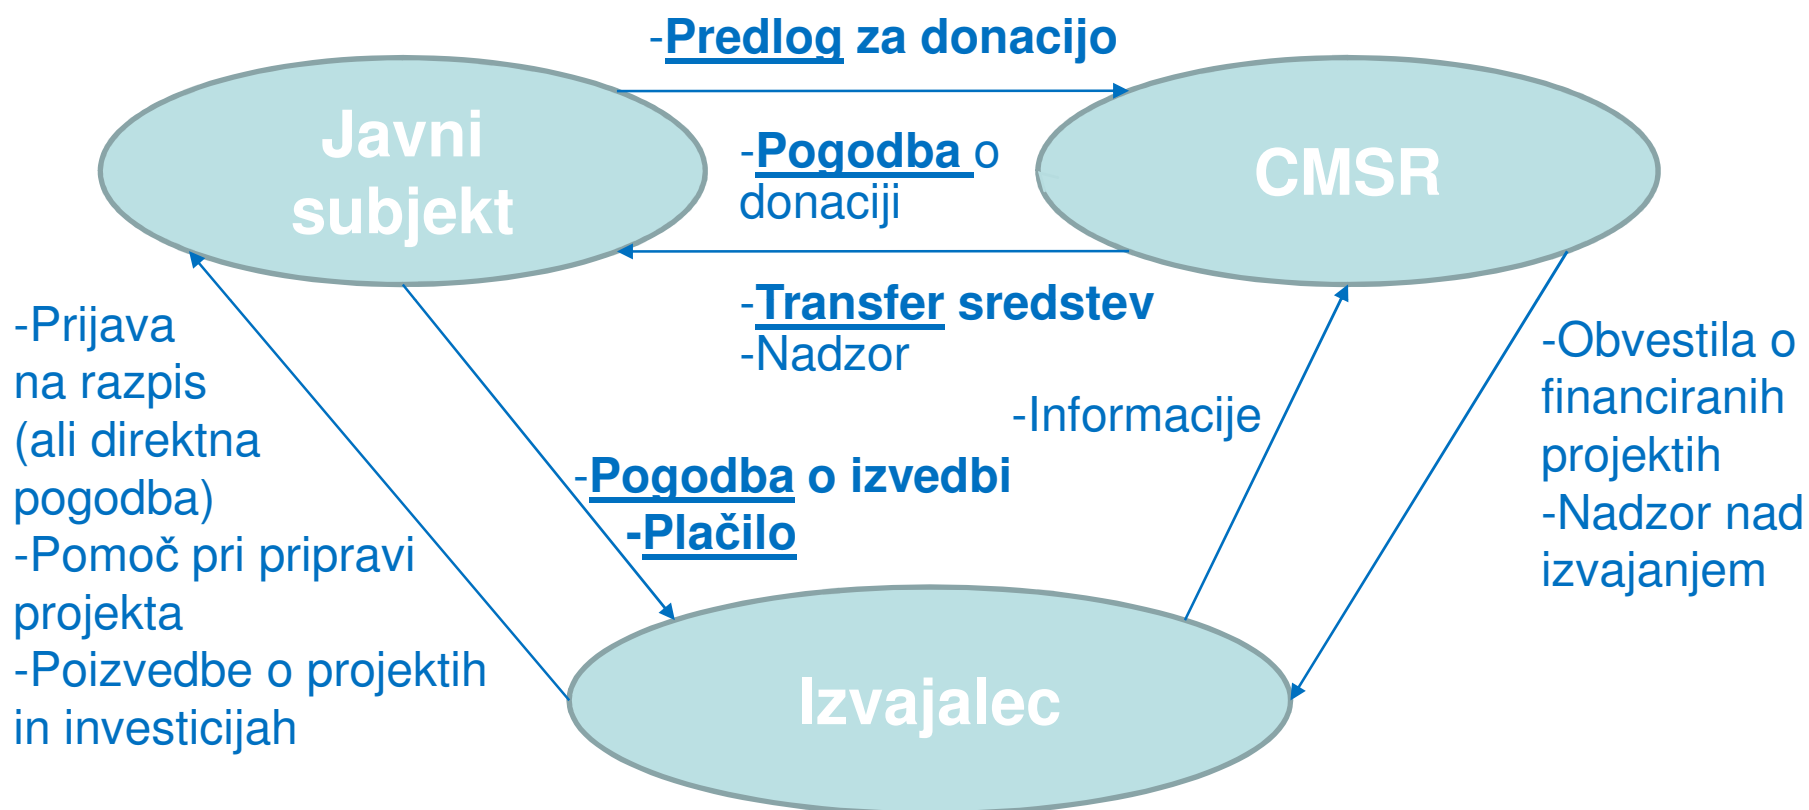 -Predlog za donacijo
Javni
subjekt
-Pogodba o
donaciji
CMSR
-Transfer sredstev
-Nadzor
-Prijava
na razpis
(ali direktna
pogodba)
-Pomoč pri pripravi
projekta
-Poizvedbe o projektih
in investicijah
-Pogodba o izvedbi
-Plačilo
-Informacije
-Obvestila o
financiranih
projektih
-Nadzor nad
izvajanjem
Izvajalec